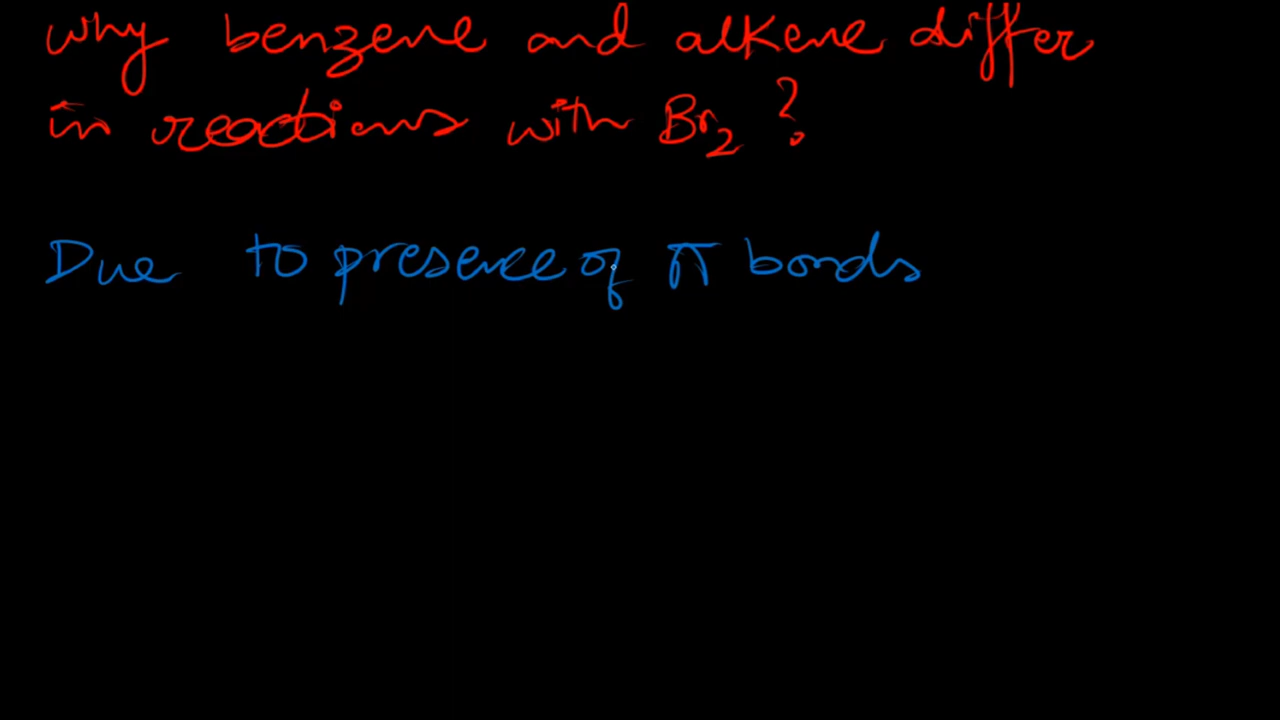 why benzene and alkene differ
in reactions with Br₂ ?
Due to presence of π bonds